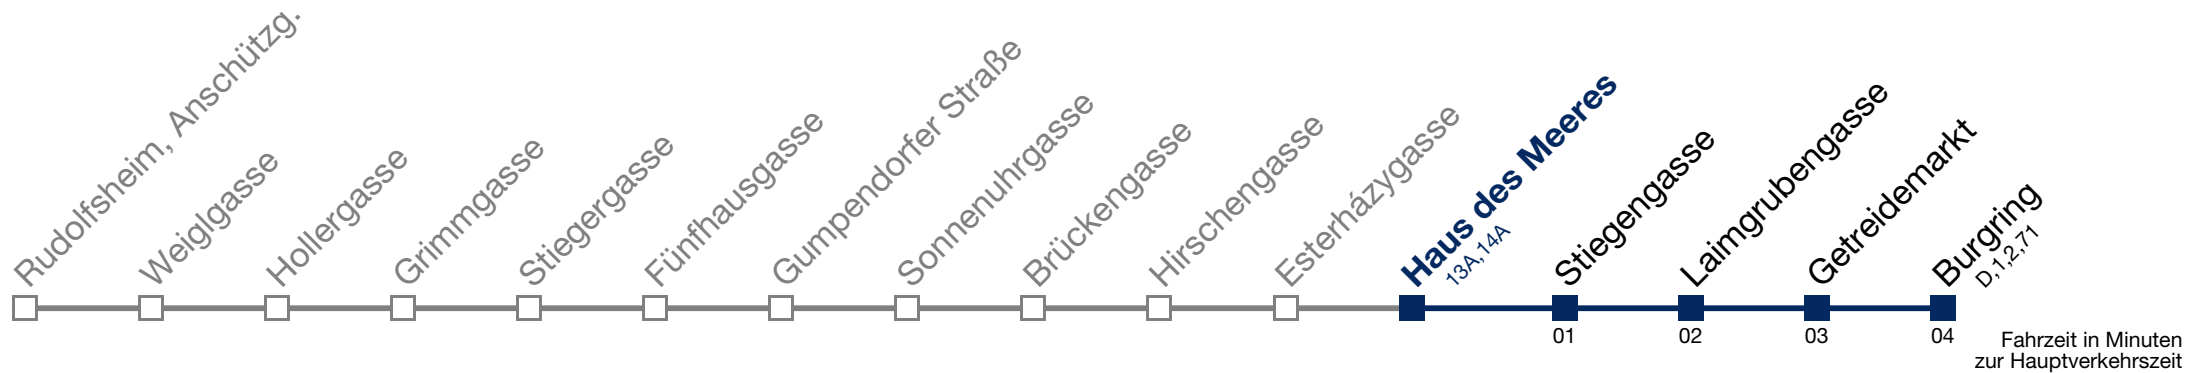 Rudolfsheim, Anschützg.
Weiglgasse
Hollergasse
Grimmgasse
Stiegergasse
Fünfhausgasse
Gumpendorfer Straße
Sonnenuhrgasse
Brückengasse
Hirschengasse
Esterházygasse
Haus des Meeres
13A,14A
Stiegengasse
Laimgrubengasse
Getreidemarkt
Burgring
D,1,2,71
01
02
03
04
Fahrzeit in Minuten
zur Hauptverkehrszeit